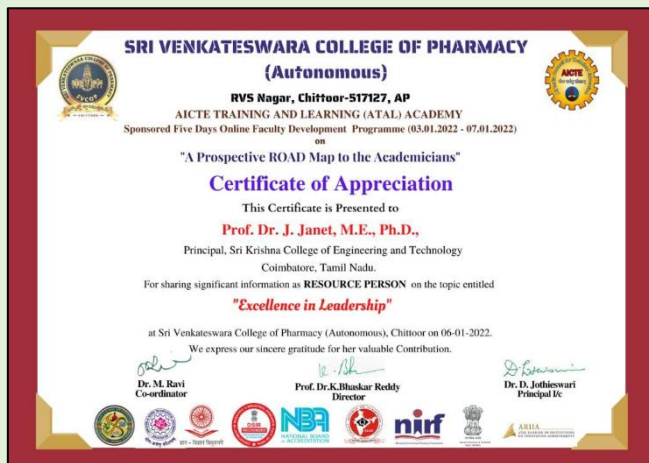 SRI VENKATESWARA COLLEGE OF PHARMACY
(Autonomous)
RVS Nagar, Chittoor-517127, AP
AICTE TRAINING AND LEARNING (ATAL) ACADEMY
Sponsored Five Days Online Faculty Development Programme (03.01.2022 - 07.01.2022)
on
"A Prospective ROAD Map to the Academicians"
Certificate of Appreciation
This Certificate is Presented to
Prof. Dr. J. Janet, M.E., Ph.D.,
Principal, Sri Krishna College of Engineering and Technology
Coimbatore, Tamil Nadu.
For sharing significant information as RESOURCE PERSON on the topic entitled
"Excellence in Leadership"
at Sri Venkateswara College of Pharmacy (Autonomous), Chittoor on 06-01-2022.
We express our sincere gratitude for her valuable Contribution.
Dr. M. Ravi
Co-ordinator
Prof. Dr.K.Bhaskar Reddy
Director
Dr. D. Jothieswari
Principal I/c
SVCOP
AICTE
DSIR
NBA
NATIONAL BOARD
of ACCREDITATION
nirf
ARIIA